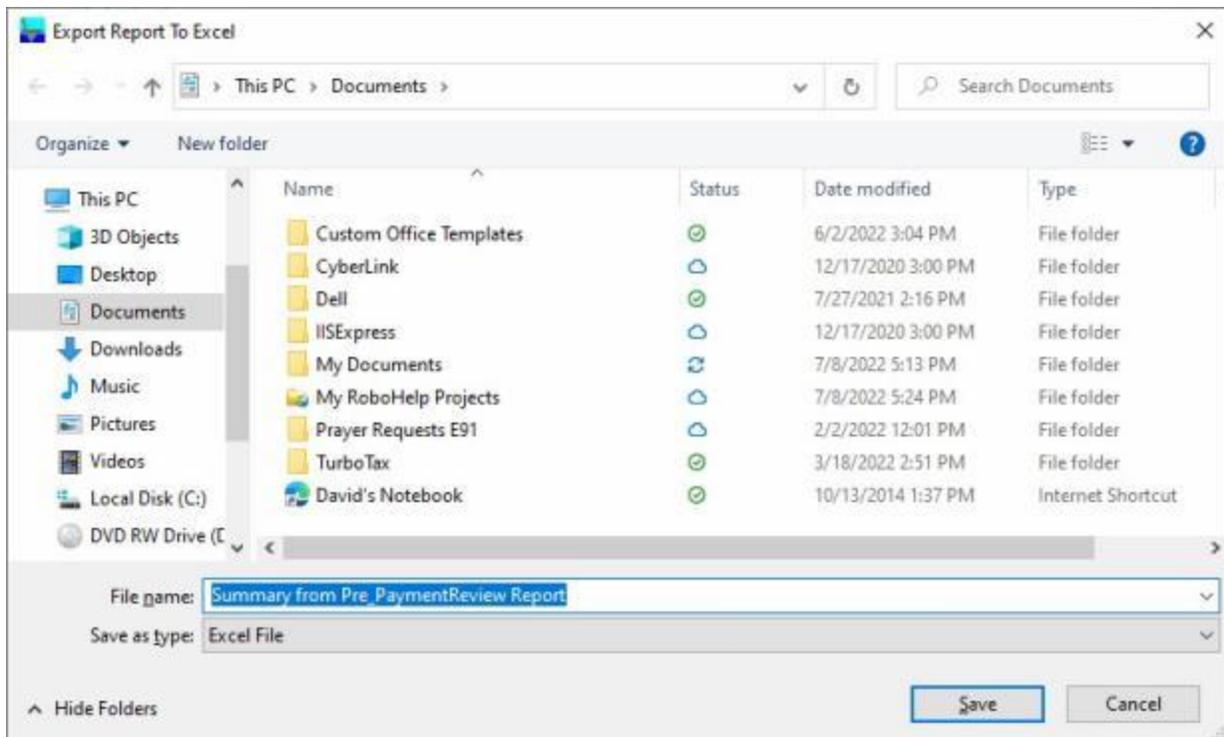 Export Report To Excel
This PC > Documents >
Search Documents
Organize
New folder
Name Status Date modified Type
This PC
3D Objects
Desktop
Documents
Downloads
Music
Pictures
Videos
Local Disk (C:)
DVD RW Drive (D
Custom Office Templates 6/2/2022 3:04 PM File folder
CyberLink 12/17/2020 3:00 PM File folder
Dell 7/27/2021 2:16 PM File folder
IISExpress 12/17/2020 3:00 PM File folder
My Documents 7/8/2022 5:13 PM File folder
My RoboHelp Projects 7/8/2022 5:24 PM File folder
Prayer Requests E91 2/2/2022 12:01 PM File folder
TurboTax 3/18/2022 2:51 PM File folder
David's Notebook 10/13/2014 1:37 PM Internet Shortcut
File name: Summary from Pre_PaymentReview Report
Save as type: Excel File
Hide Folders
Save
Cancel